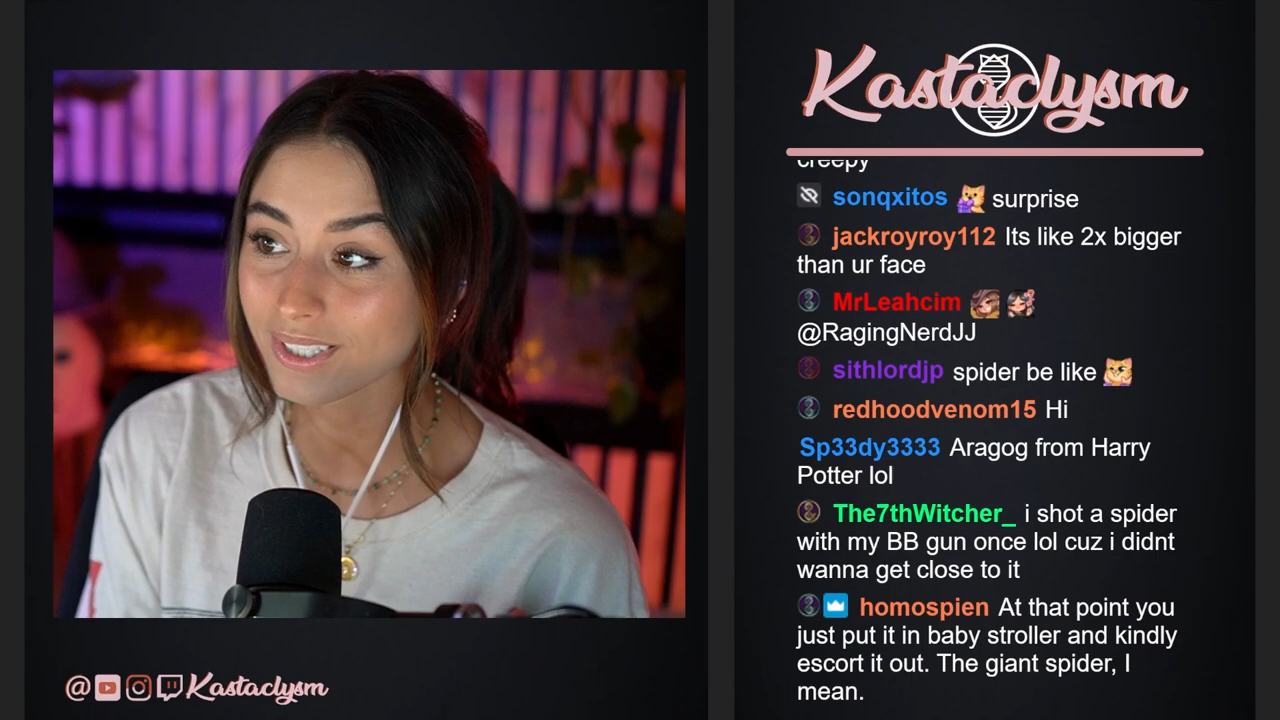 Kastaclysm
creepy
sonqxitos surprise
jackroyroy112 Its like 2x bigger
than ur face
MrLeahcim
@RagingNerdJJ
sithlordjp spider be like
redhoodvenom15 Hi
Sp33dy3333 Aragog from Harry
Potter lol
The7thWitcher_ i shot a spider
with my BB gun once lol cuz i didnt
wanna get close to it
homospien At that point you
just put it in baby stroller and kindly
escort it out. The giant spider, I
mean.
@ Kastaclysm